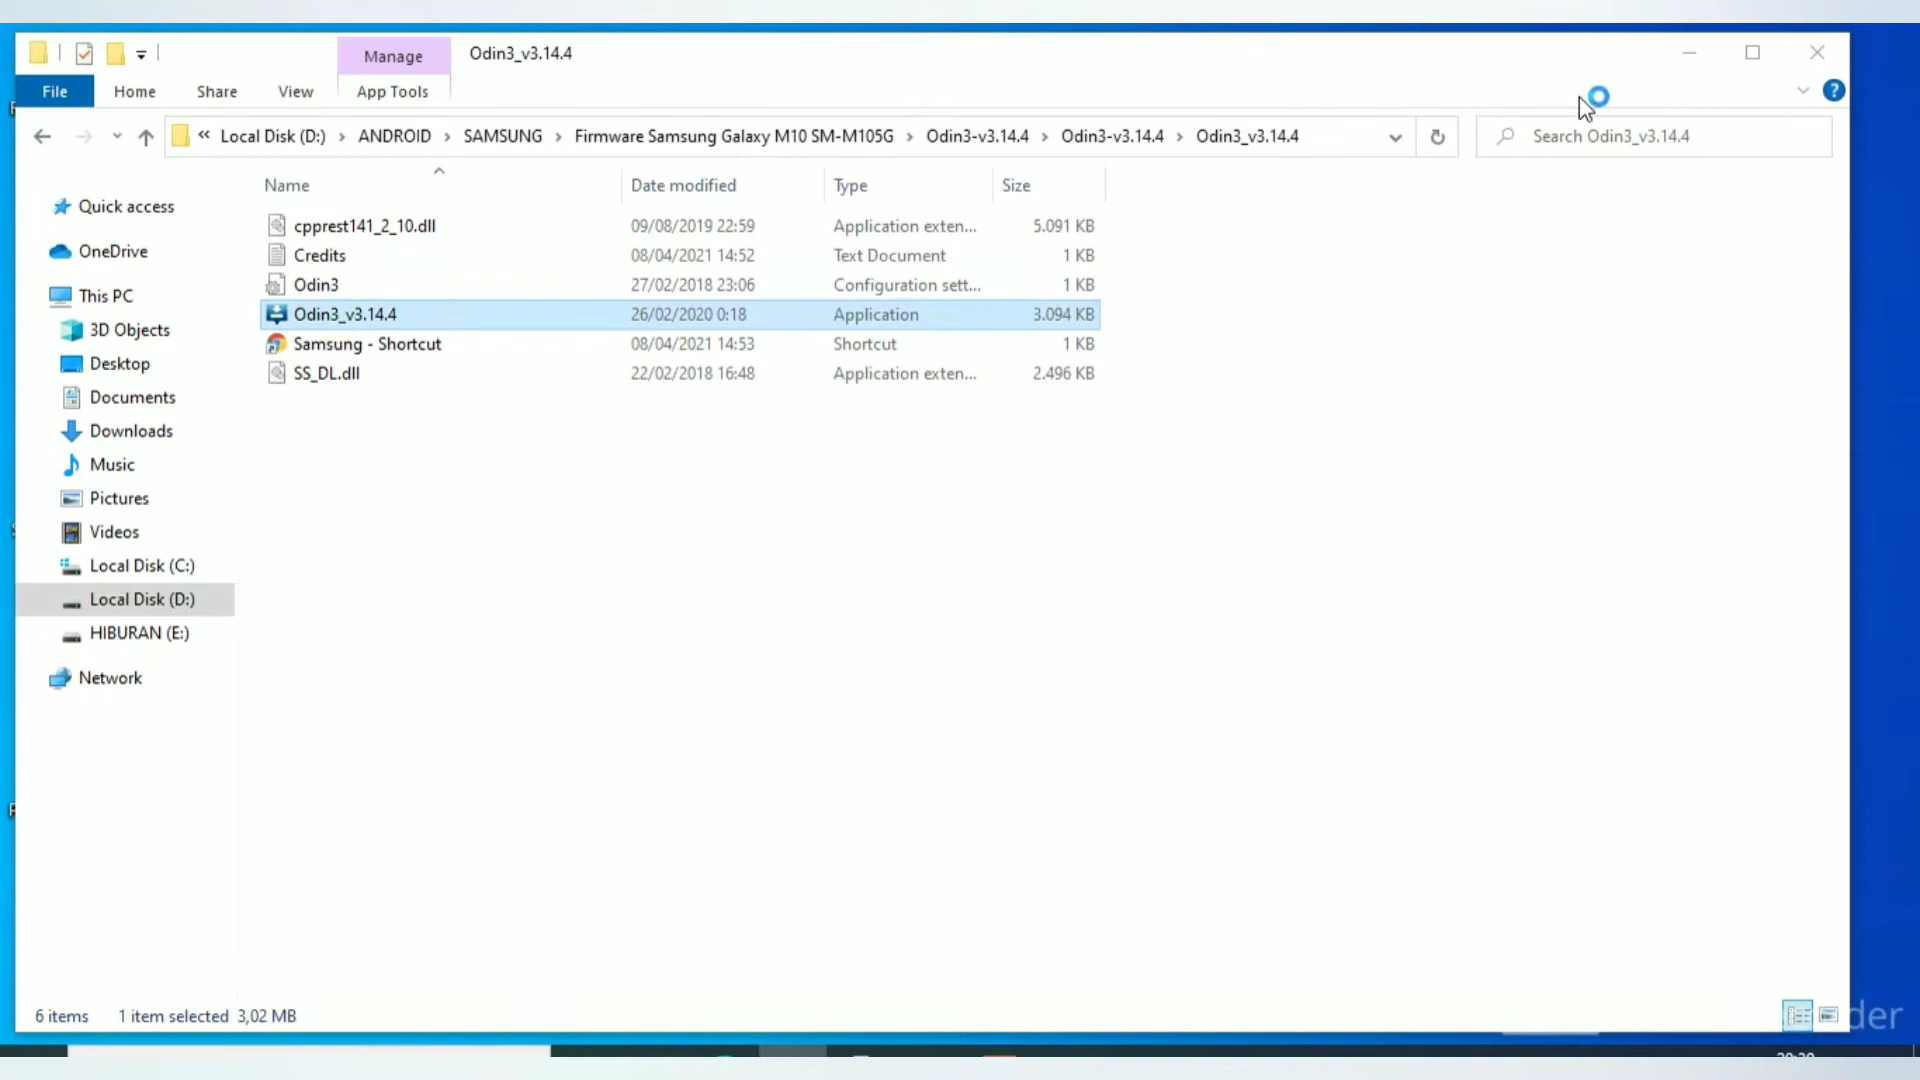 Manage
Odin3_v3.14.4
File
Home
Share
View
App Tools
?
« Local Disk (D:) › ANDROID › SAMSUNG › Firmware Samsung Galaxy M10 SM-M105G › Odin3-v3.14.4 › Odin3-v3.14.4 › Odin3_v3.14.4
Search Odin3_v3.14.4
Name Date modified Type Size
cpprest141_2_10.dll 09/08/2019 22:59 Application exten... 5.091 KB
Credits 08/04/2021 14:52 Text Document 1 KB
Odin3 27/02/2018 23:06 Configuration sett... 1 KB
Odin3_v3.14.4 26/02/2020 0:18 Application 3.094 KB
Samsung - Shortcut 08/04/2021 14:53 Shortcut 1 KB
SS_DL.dll 22/02/2018 16:48 Application exten... 2.496 KB
Quick access
OneDrive
This PC
3D Objects
Desktop
Documents
Downloads
Music
Pictures
Videos
Local Disk (C:)
Local Disk (D:)
HIBURAN (E:)
Network
6 items 1 item selected 3,02 MB
der